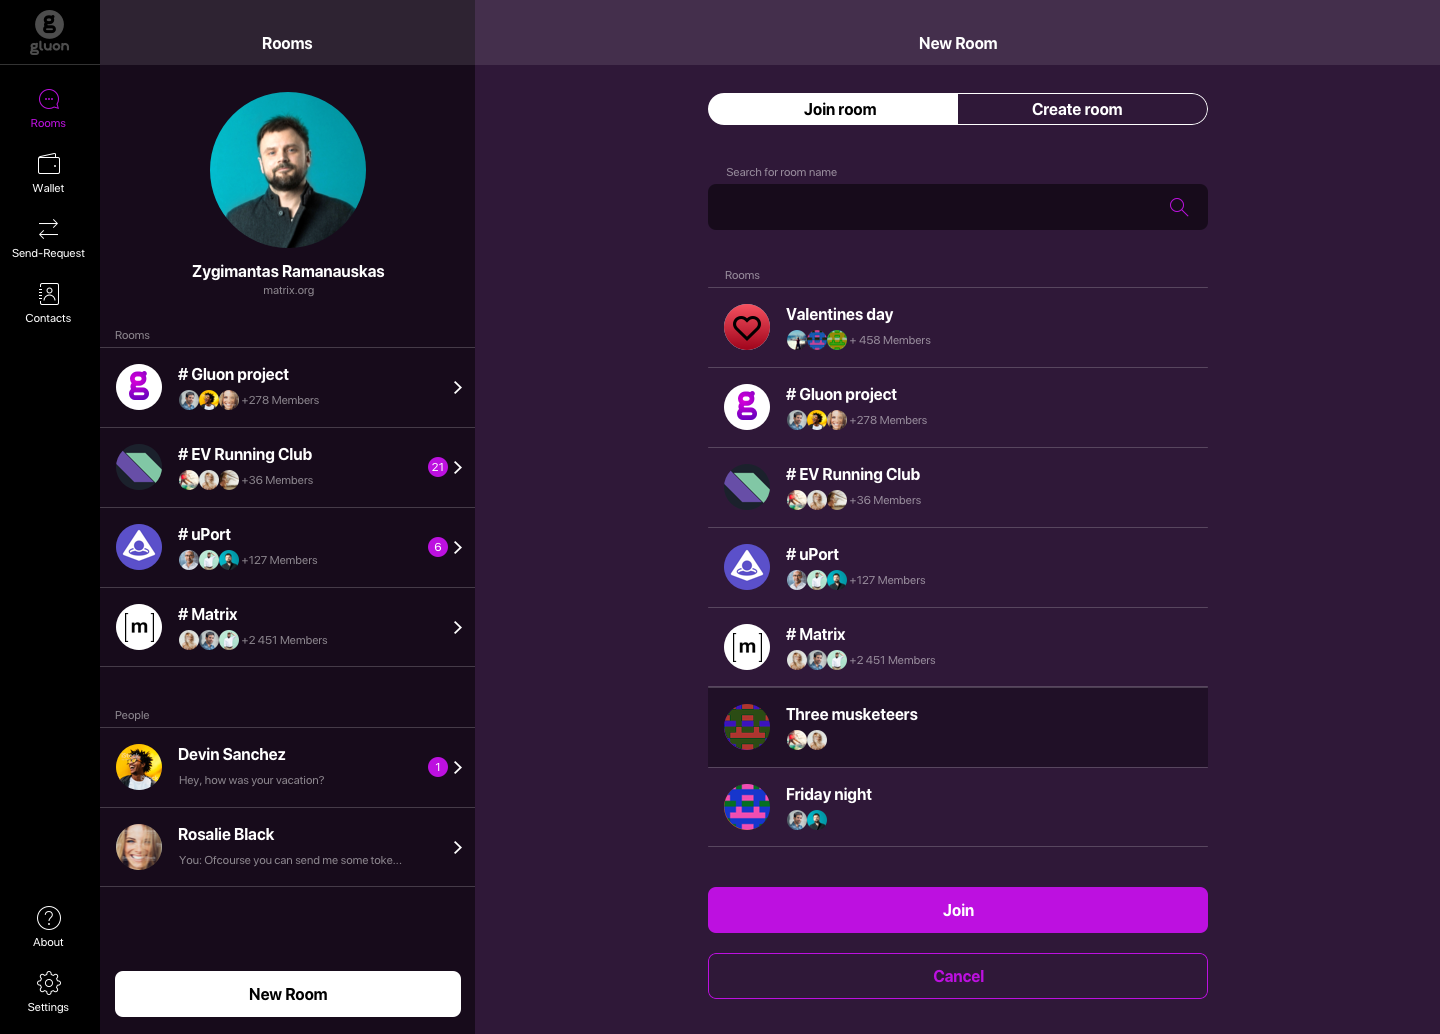 gluon
Rooms
Wallet
Send-Request
Contacts
About
Settings
Rooms
Zygimantas Ramanauskas
matrix.org
Rooms
# Gluon project
+278 Members
# EV Running Club
+36 Members
21
# uPort
+127 Members
6
# Matrix
+2 451 Members
[m]
People
Devin Sanchez
Hey, how was your vacation?
1
Rosalie Black
You: Ofcourse you can send me some toke...
New Room
New Room
Join room
Create room
Search for room name
Rooms
Valentines day
+ 458 Members
# Gluon project
+278 Members
# EV Running Club
+36 Members
# uPort
+127 Members
# Matrix
+2 451 Members
[m]
Three musketeers
Friday night
Join
Cancel